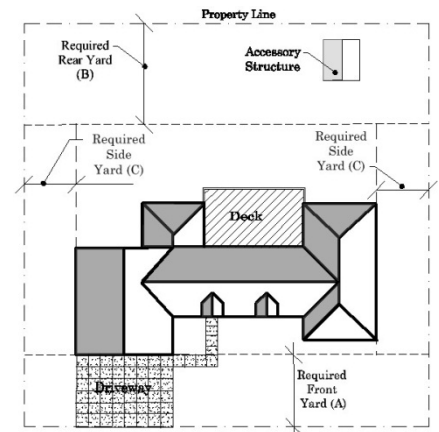 Property Line
Required
Rear Yard
(B)
Accessory
Structure
Required
Side
Yard (C)
Required
Side
Yard (C)
Deck
Required
Front
Yard (A)
Driveway